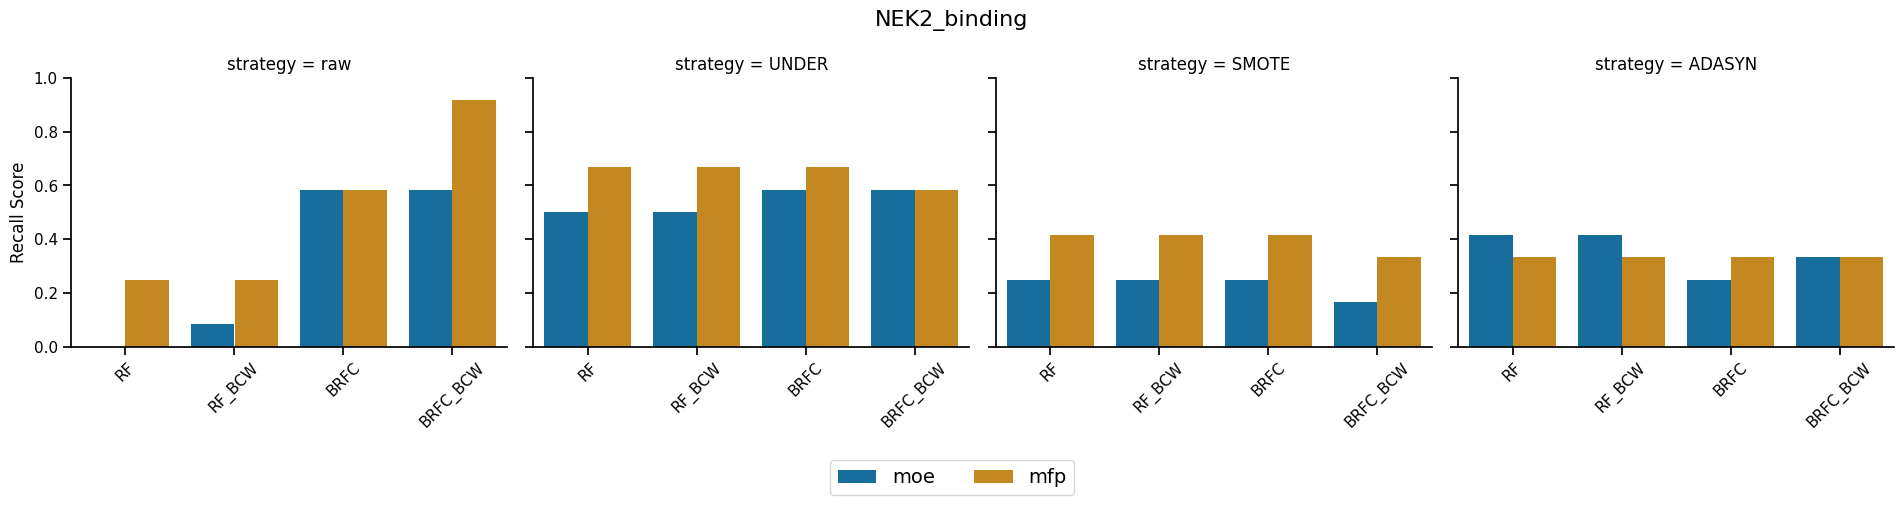 NEK2_binding
strategy = raw
strategy = UNDER
strategy = SMOTE
strategy = ADASYN
Recall Score
1.0
0.8
0.6
0.4
0.2
0.0
RF
RF_BCW
BRFC
BRFC_BCW
RF
RF_BCW
BRFC
BRFC_BCW
RF
RF_BCW
BRFC
BRFC_BCW
RF
RF_BCW
BRFC
BRFC_BCW
moe
mfp